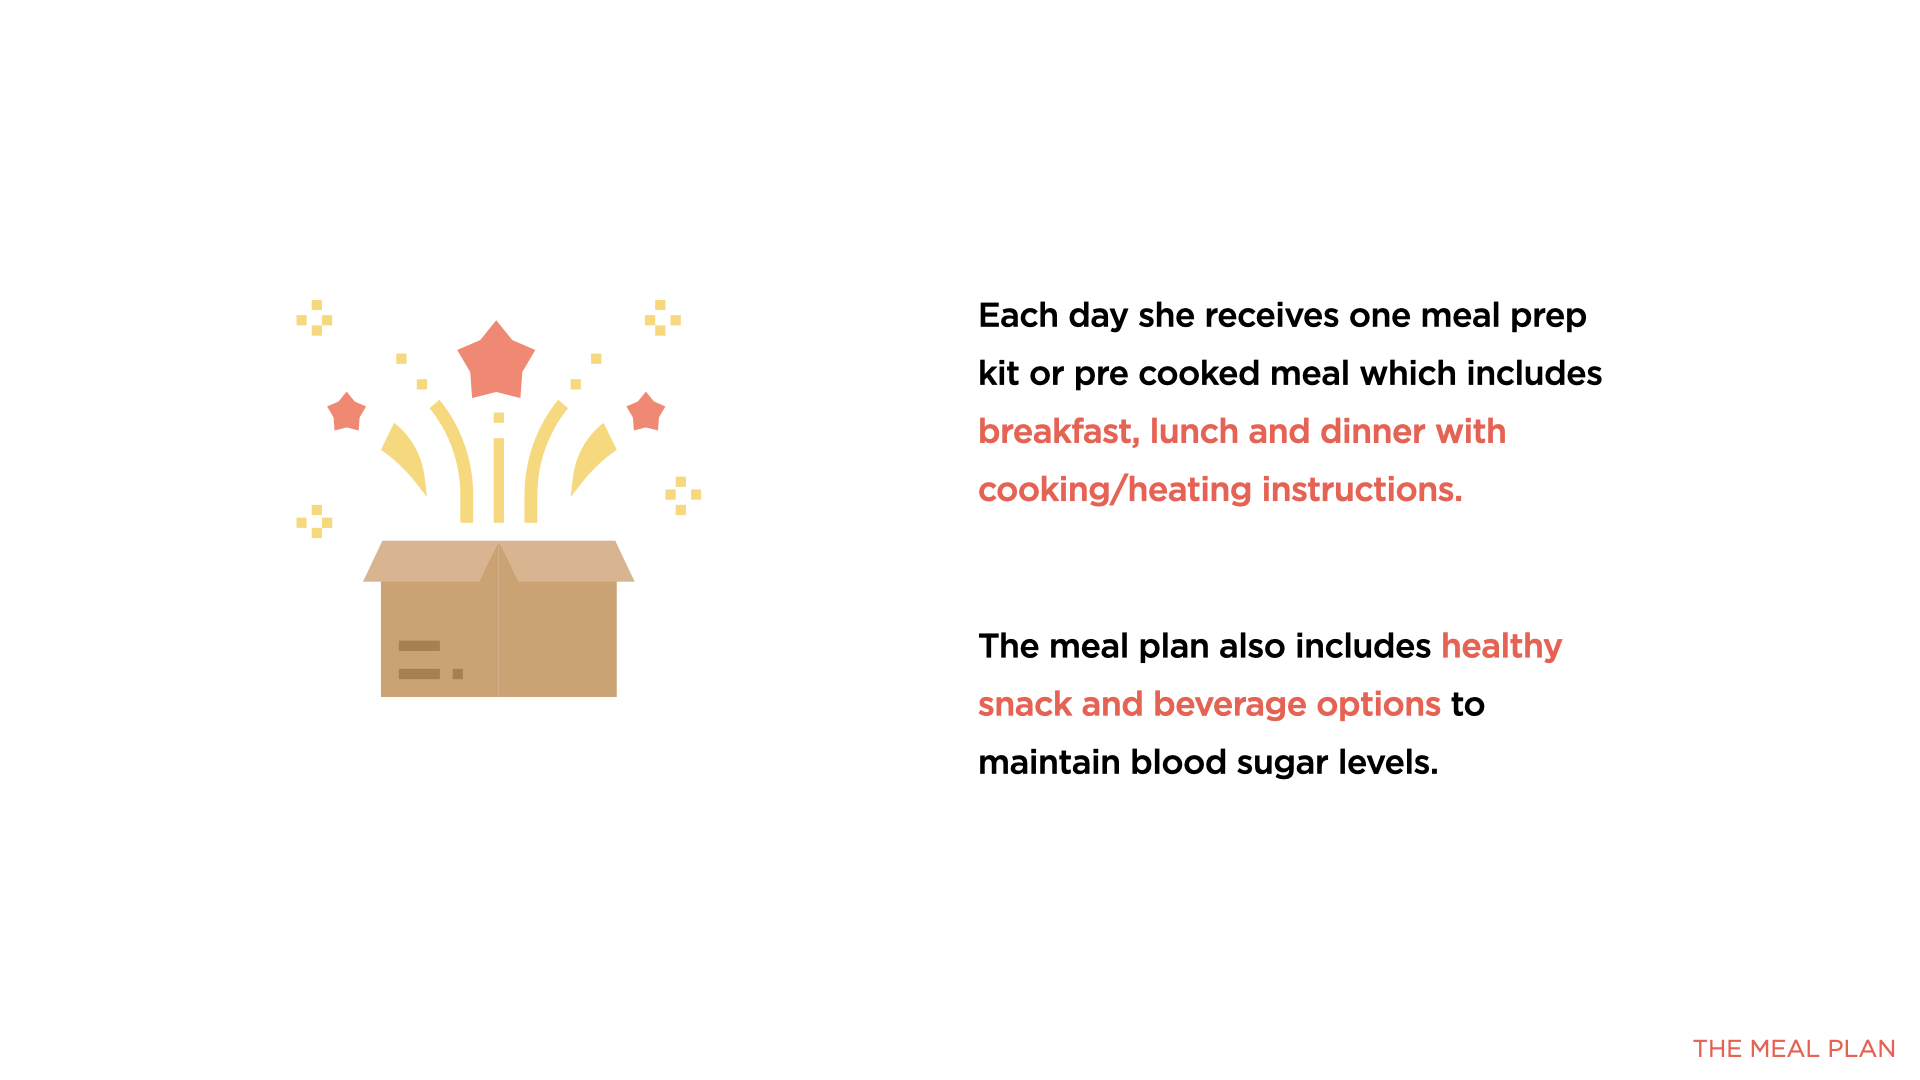 Each day she receives one meal prep
kit or pre cooked meal which includes
breakfast, lunch and dinner with
cooking/heating instructions.
The meal plan also includes healthy
snack and beverage options to
maintain blood sugar levels.
THE MEAL PLAN